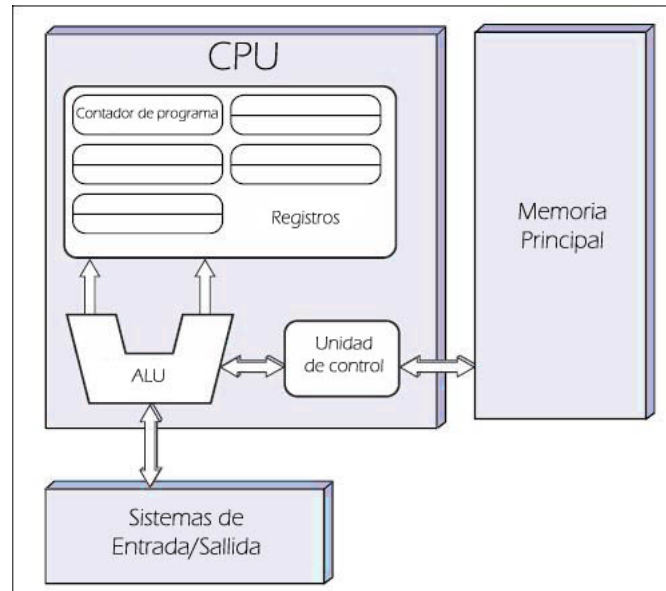 CPU
Contador de programa
Registros
ALU
Unidad
de control
Memoria
Principal
Sistemas de
Entrada/Sallida